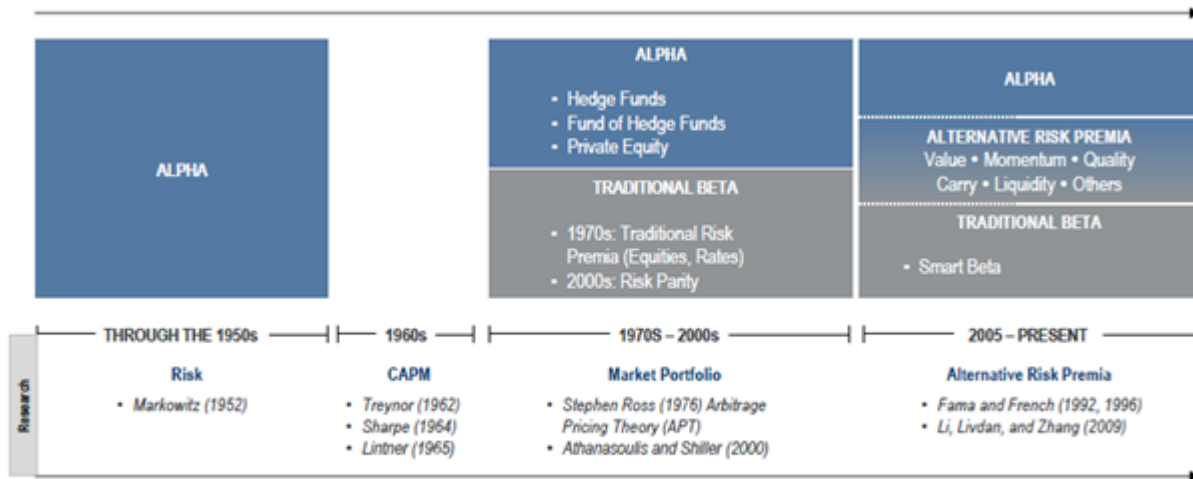 ALPHA
ALPHA
• Hedge Funds
• Fund of Hedge Funds
• Private Equity
TRADITIONAL BETA
• 1970s: Traditional Risk
Premia (Equities, Rates)
• 2000s: Risk Parity
ALPHA
ALTERNATIVE RISK PREMIA
Value • Momentum • Quality
Carry • Liquidity • Others
TRADITIONAL BETA
• Smart Beta
THROUGH THE 1950s
1960s
1970S – 2000s
2005 – PRESENT
Research
Risk
• Markowitz (1952)
CAPM
• Treynor (1962)
• Sharpe (1964)
• Lintner (1965)
Market Portfolio
• Stephen Ross (1976) Arbitrage
Pricing Theory (APT)
• Athanasoulis and Shiller (2000)
Alternative Risk Premia
• Fama and French (1992, 1996)
• Li, Livdan, and Zhang (2009)